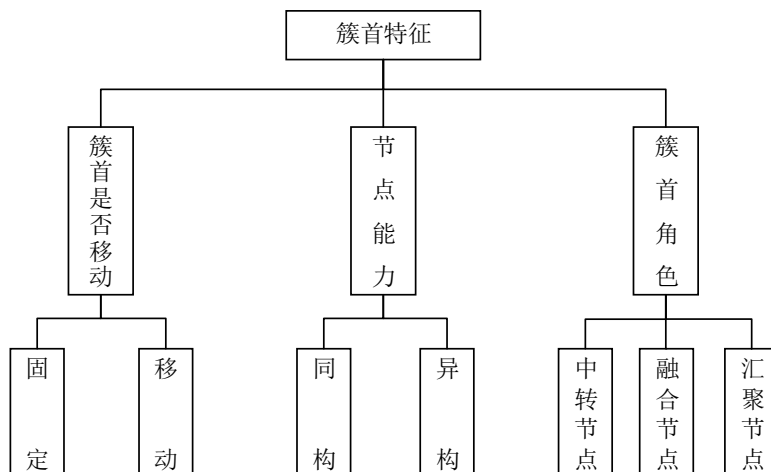 簇首特征
簇首是否移动
节点能力
簇首角色
固定
移动
同构
异构
中转节点
融合节点
汇聚节点